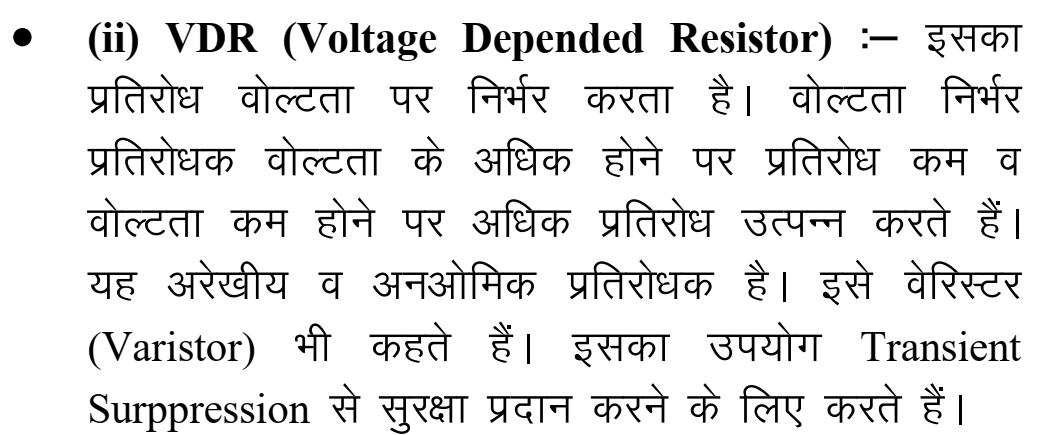 • (ii) VDR (Voltage Depended Resistor) :– इसका
प्रतिरोध वोल्टता पर निर्भर करता है। वोल्टता निर्भर
प्रतिरोधक वोल्टता के अधिक होने पर प्रतिरोध कम व
वोल्टता कम होने पर अधिक प्रतिरोध उत्पन्न करते हैं।
यह अरेखीय व अनओमिक प्रतिरोधक है। इसे वेरिस्टर
(Varistor) भी कहते हैं। इसका उपयोग Transient
Surppression से सुरक्षा प्रदान करने के लिए करते हैं।